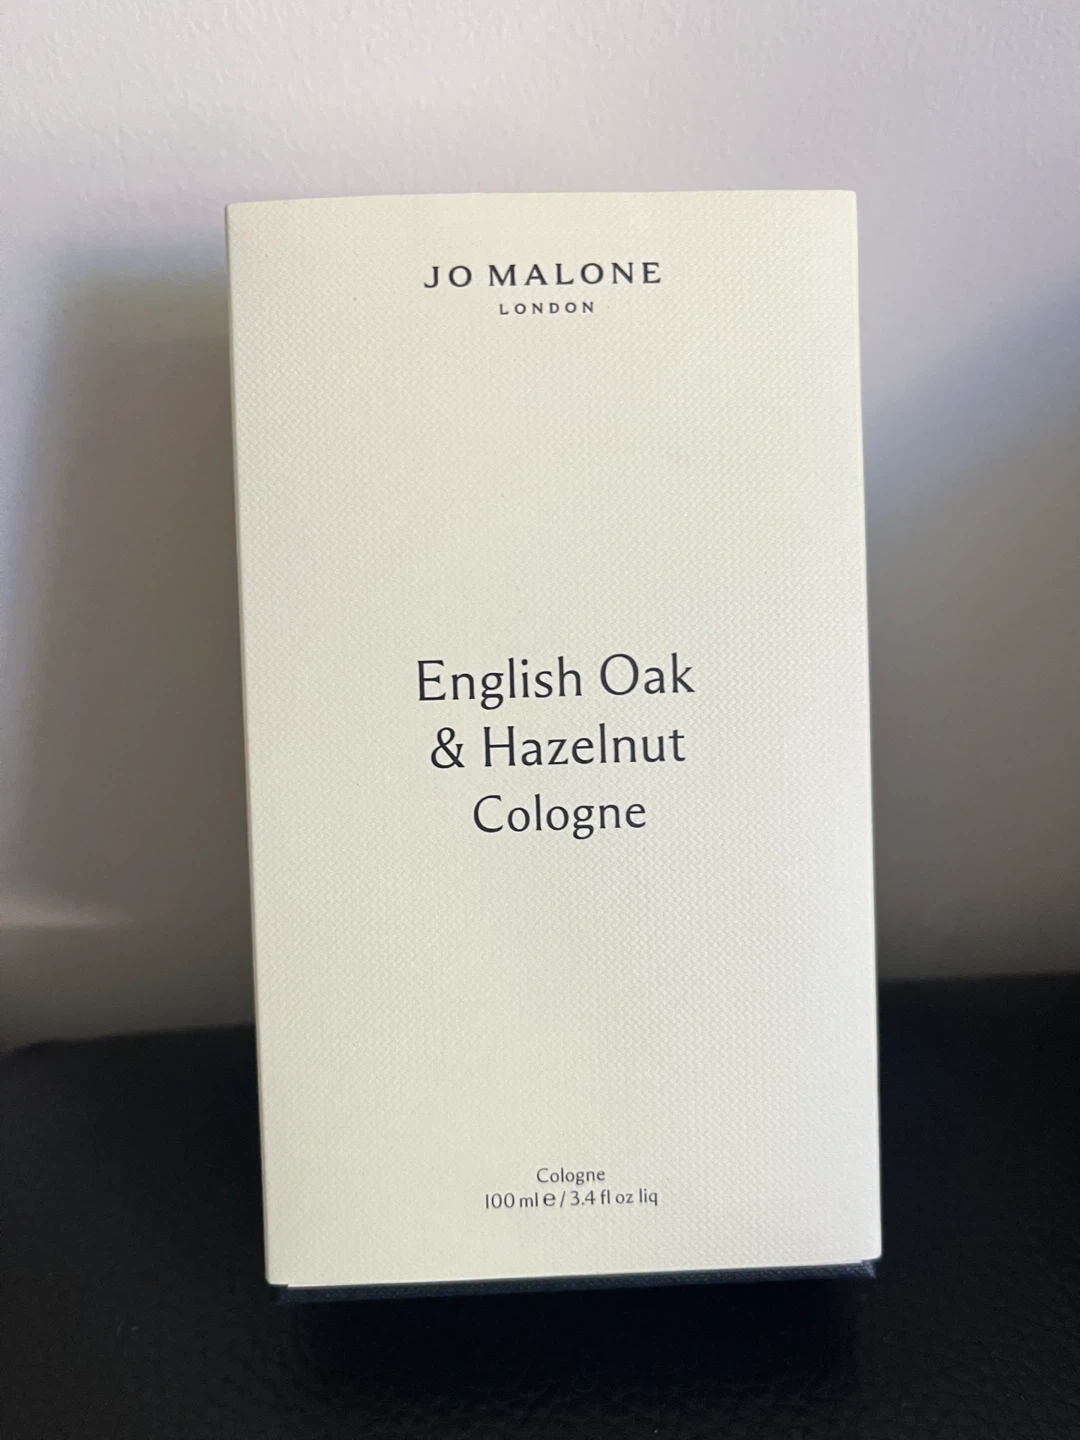 JO MALONE
LONDON
English Oak
& Hazelnut
Cologne
Cologne
100 ml ℮ / 3.4 fl oz liq